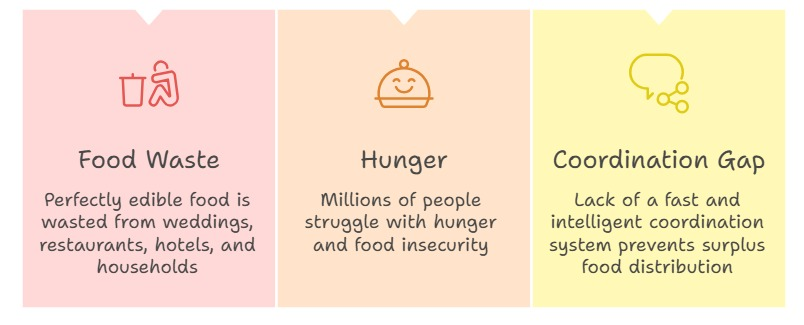 Food Waste
Perfectly edible food is
wasted from weddings,
restaurants, hotels, and
households
Hunger
Millions of people
struggle with hunger
and food insecurity
Coordination Gap
Lack of a fast and
intelligent coordination
system prevents surplus
food distribution